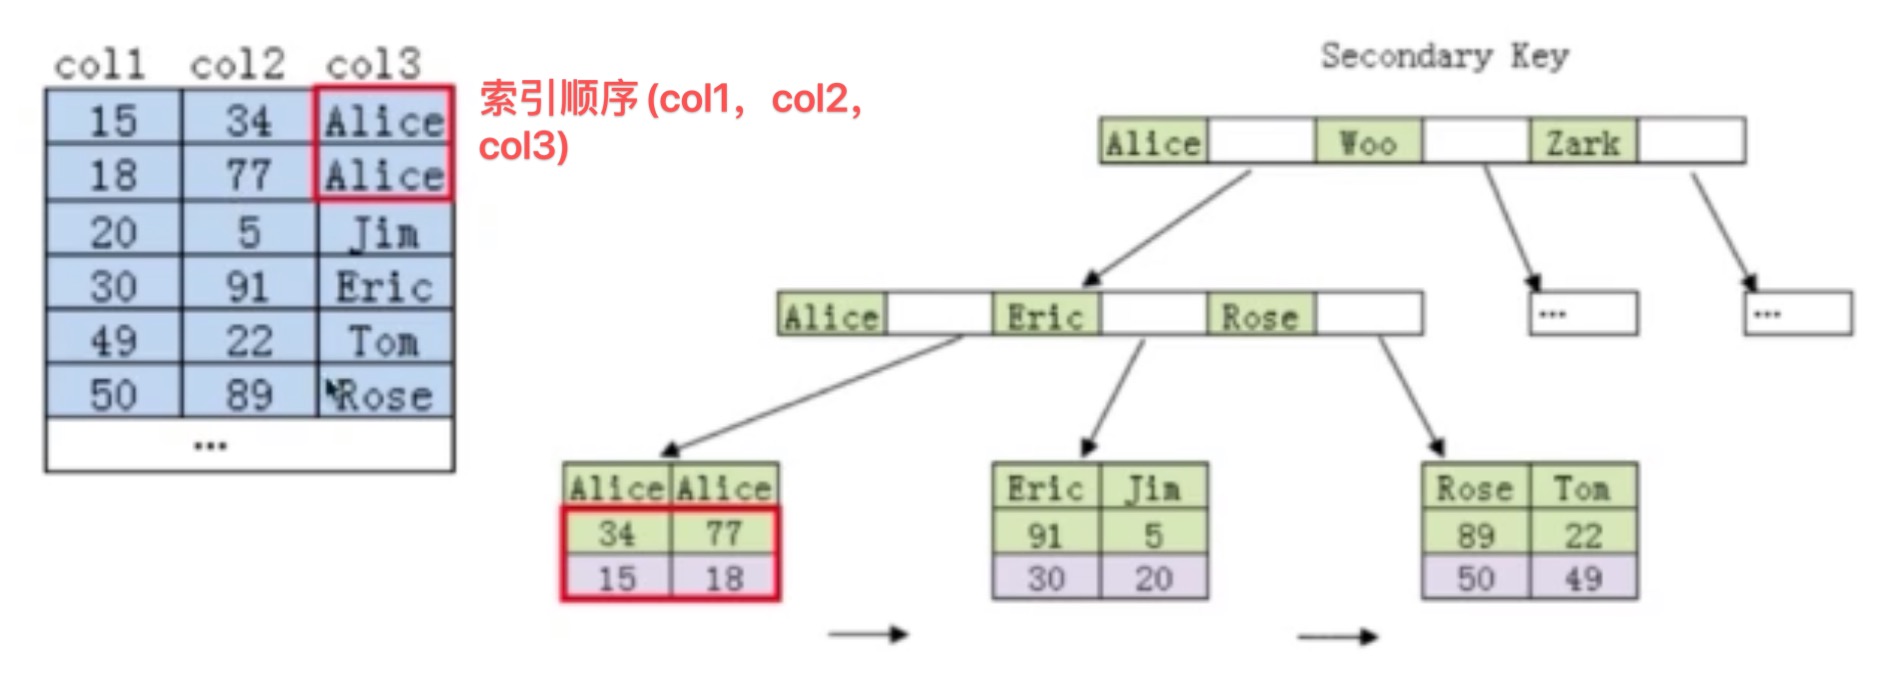 col1 col2 col3
15 34 Alice
18 77 Alice
20 5 Jim
30 91 Eric
49 22 Tom
50 89 Rose
...
索引顺序 (col1，col2，
col3)
Secondary Key
Alice Woo Zark
Alice Eric Rose
... ...
Alice Alice
34 77
15 18
Eric Jim
91 5
30 20
Rose Tom
89 22
50 49